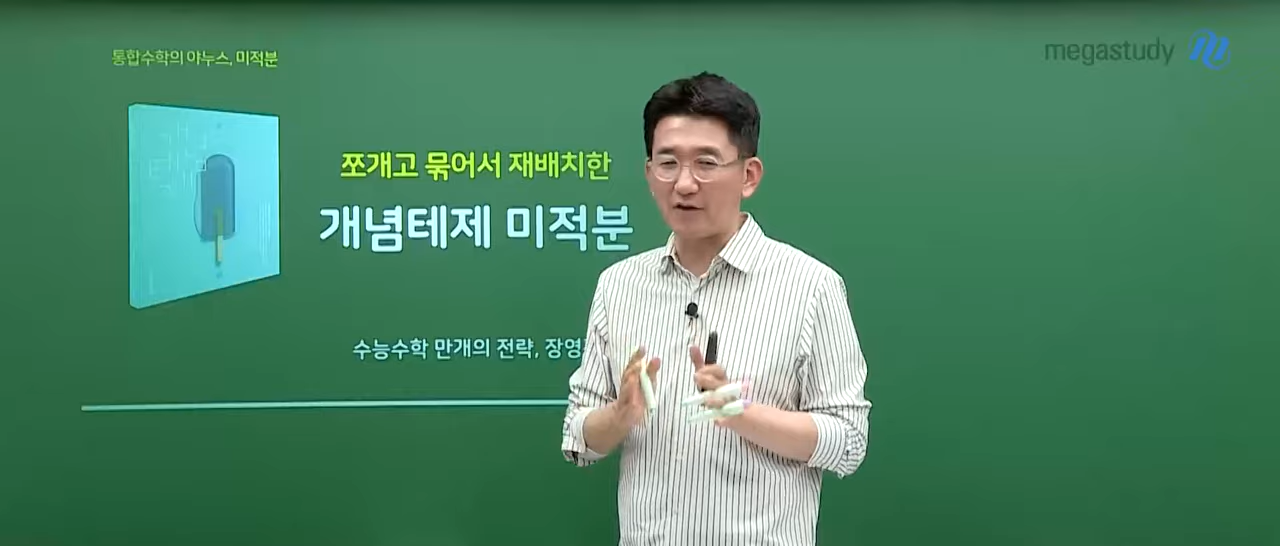 통합수학의 야누스, 미적분
megastudy
쪼개고 묶어서 재배치한
개념테제 미적분
수능수학 만개의 전략, 장영